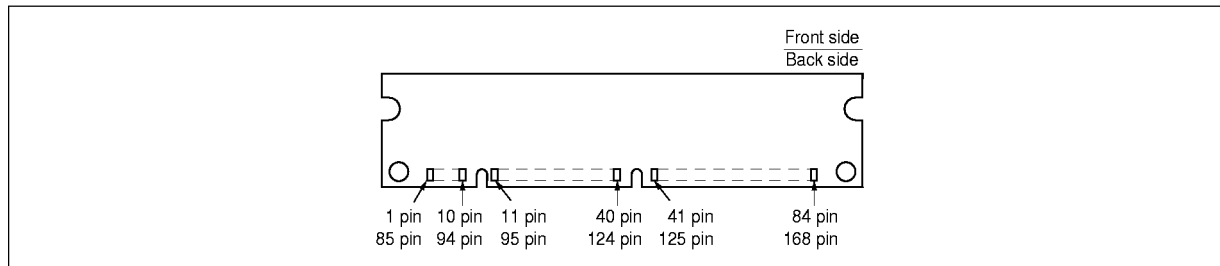 Front side
Back side
1 pin 10 pin 11 pin 40 pin 41 pin 84 pin
85 pin 94 pin 95 pin 124 pin 125 pin 168 pin